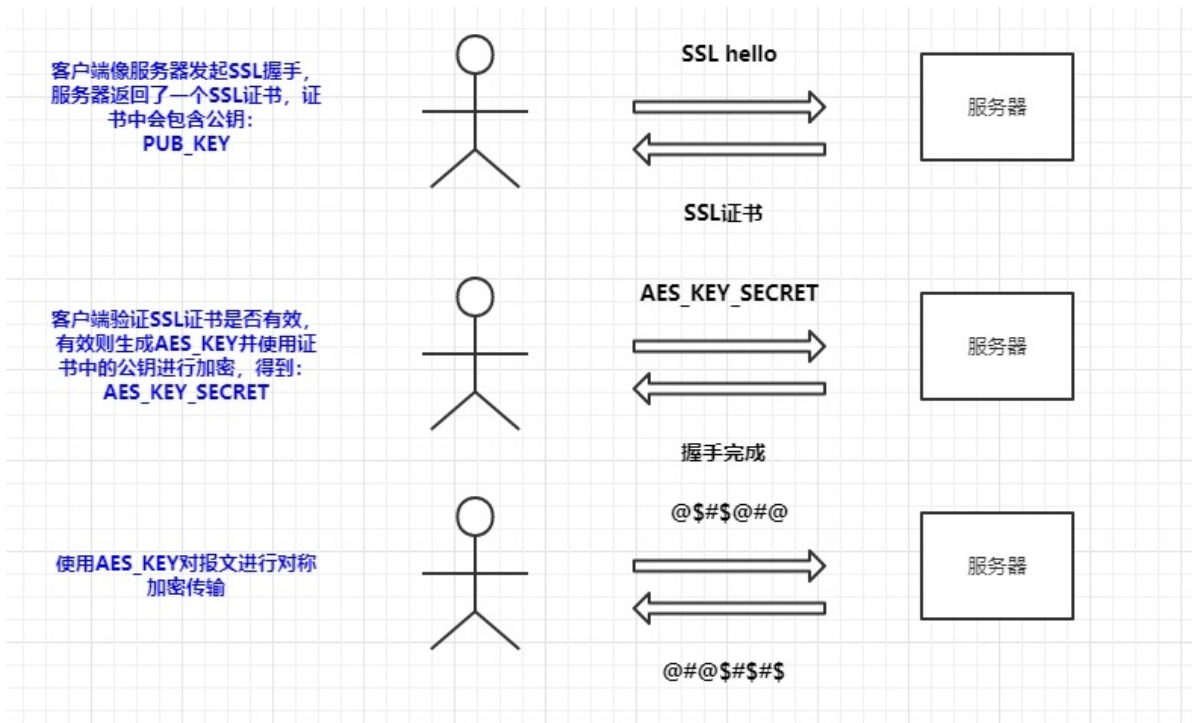 客户端像服务器发起SSL握手，
服务器返回了一个SSL证书，证
书中会包含公钥：
PUB_KEY
SSL hello
服务器
SSL证书
客户端验证SSL证书是否有效，
有效则生成AES_KEY并使用证
书中的公钥进行加密，得到：
AES_KEY_SECRET
AES_KEY_SECRET
服务器
握手完成
使用AES_KEY对报文进行对称
加密传输
@$#$@#@
服务器
@#@$#$#$